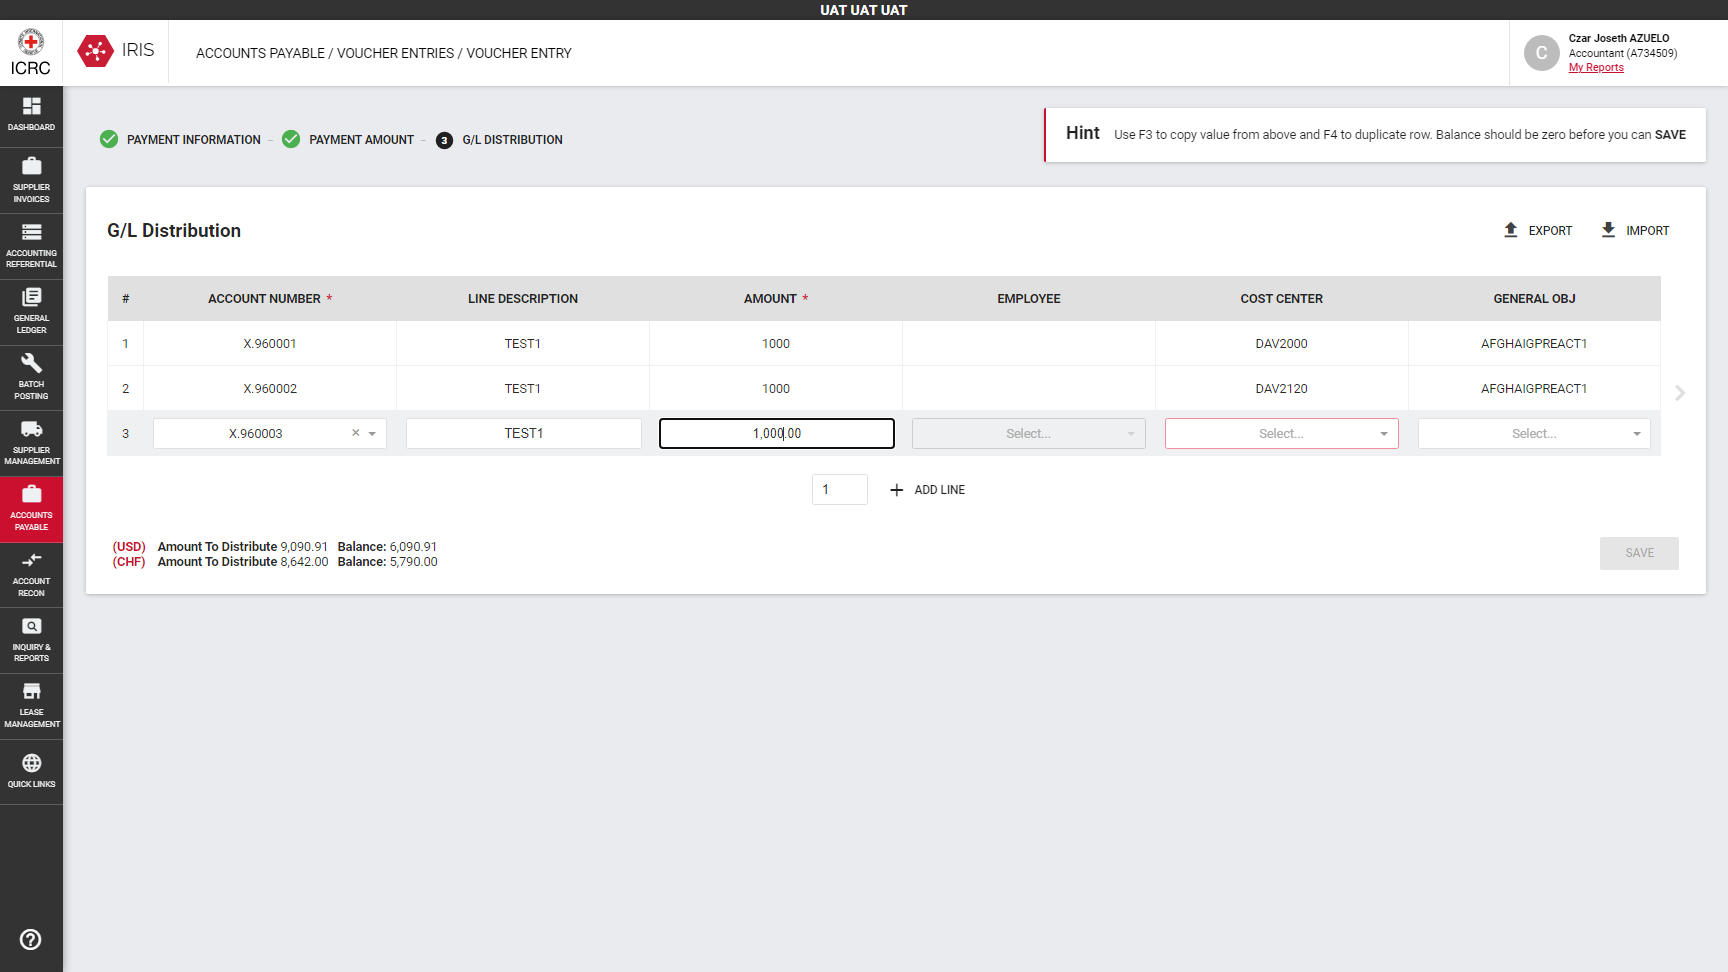 UAT UAT UAT
ICRC
IRIS
ACCOUNTS PAYABLE / VOUCHER ENTRIES / VOUCHER ENTRY
C
Czar Joseth AZUELO
Accountant (A734509)
My Reports
DASHBOARD
SUPPLIER
INVOICES
ACCOUNTING
REFERENTIAL
GENERAL
LEDGER
BATCH
POSTING
SUPPLIER
MANAGEMENT
ACCOUNTS
PAYABLE
ACCOUNT
RECON
INQUIRY &
REPORTS
LEASE
MANAGEMENT
QUICK LINKS
PAYMENT INFORMATION – PAYMENT AMOUNT – 3 G/L DISTRIBUTION
Hint Use F3 to copy value from above and F4 to duplicate row. Balance should be zero before you can SAVE
G/L Distribution
EXPORT IMPORT
# ACCOUNT NUMBER * LINE DESCRIPTION AMOUNT * EMPLOYEE COST CENTER GENERAL OBJ
1 X.960001 TEST1 1000 DAV2000 AFGHAIGPREACT1
2 X.960002 TEST1 1000 DAV2120 AFGHAIGPREACT1
3 X.960003 × TEST1 1,000.00 Select... Select... Select...
1 + ADD LINE
(USD) Amount To Distribute 9,090.91 Balance: 6,090.91
(CHF) Amount To Distribute 8,642.00 Balance: 5,790.00
SAVE